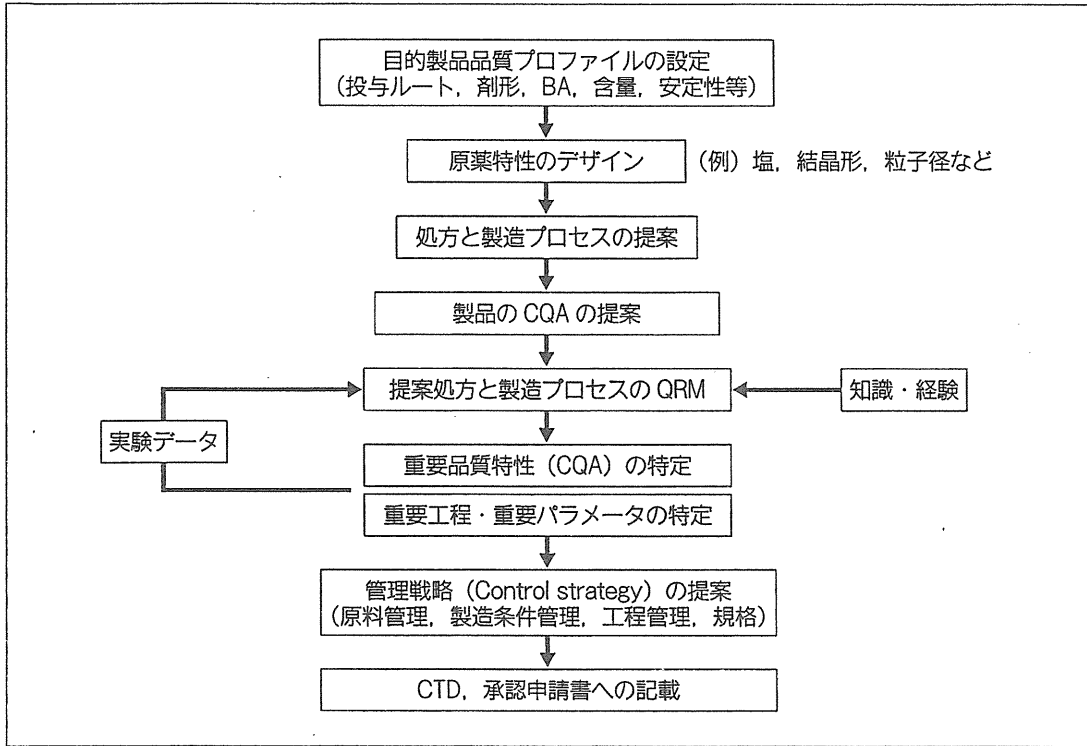 目的製品品質プロファイルの設定
(投与ルート，剤形，BA，含量，安定性等)
原薬特性のデザイン
(例) 塩，結晶形，粒子径など
処方と製造プロセスの提案
製品の CQA の提案
提案処方と製造プロセスの QRM
知識・経験
実験データ
重要品質特性 (CQA) の特定
重要工程・重要パラメータの特定
管理戦略 (Control strategy) の提案
(原料管理，製造条件管理，工程管理，規格)
CTD，承認申請書への記載